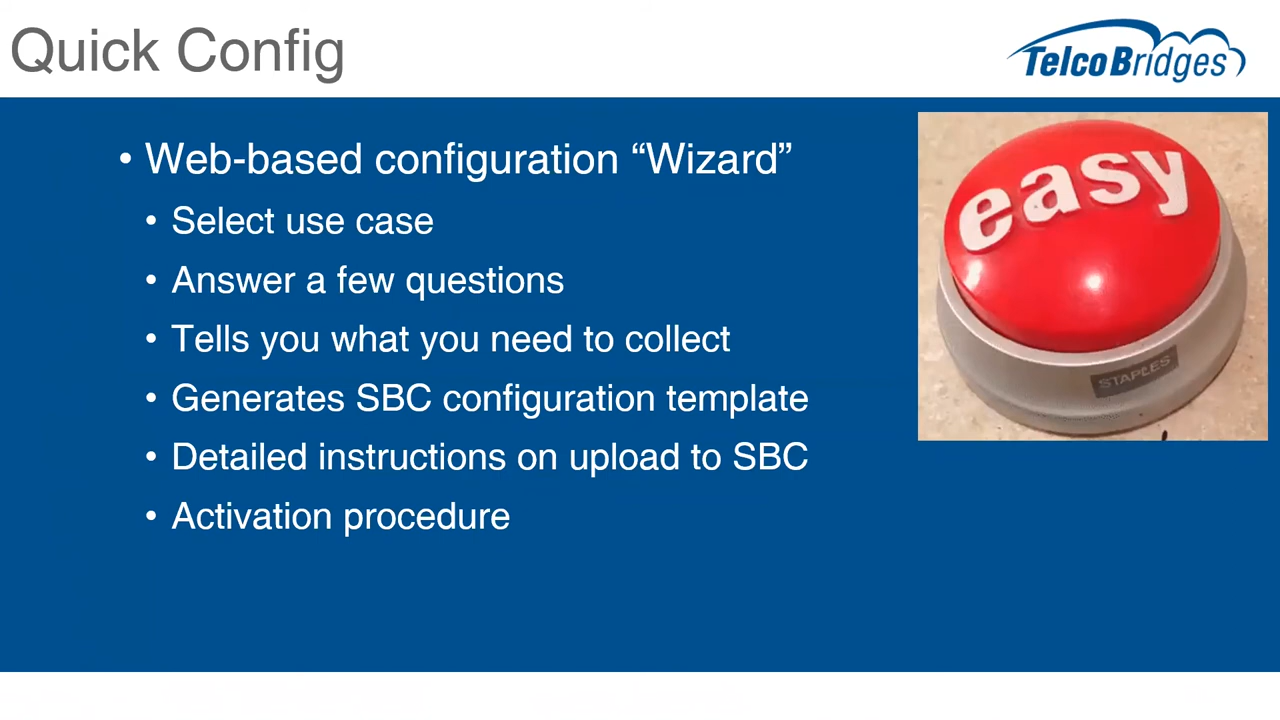 Quick Config
TelcoBridges
• Web-based configuration “Wizard”
• Select use case
• Answer a few questions
• Tells you what you need to collect
• Generates SBC configuration template
• Detailed instructions on upload to SBC
• Activation procedure
easy
STAPLES